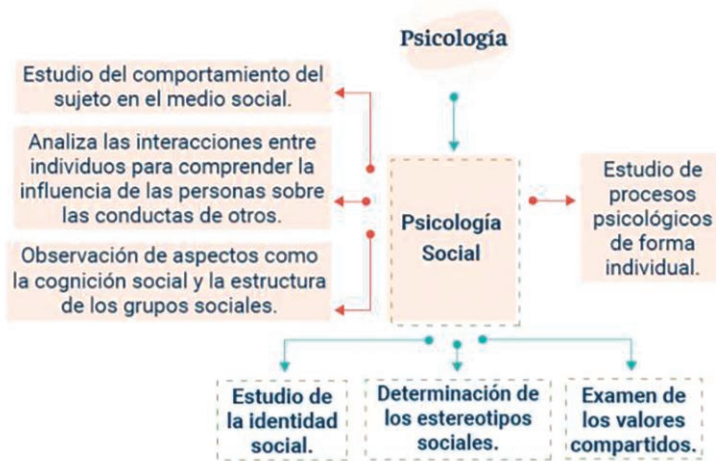 Psicología
Estudio del comportamiento del
sujeto en el medio social.
Analiza las interacciones entre
individuos para comprender la
influencia de las personas sobre
las conductas de otros.
Observación de aspectos como
la cognición social y la estructura
de los grupos sociales.
Psicología
Social
Estudio de
procesos
psicológicos
de forma
individual.
Estudio de
la identidad
social.
Determinación de
los estereotipos
sociales.
Examen de
los valores
compartidos.